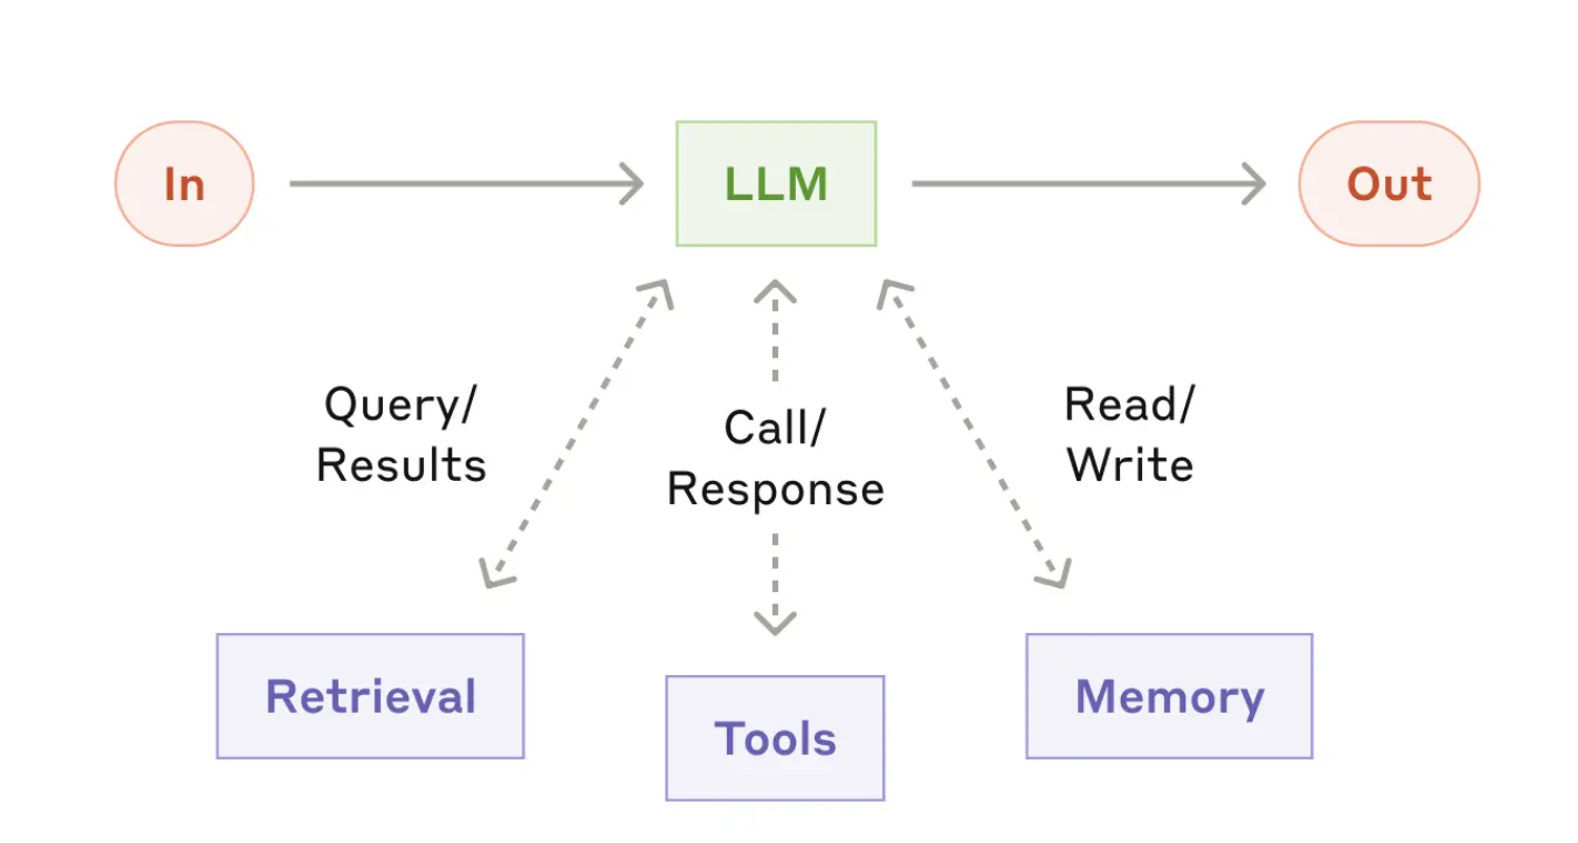 In
LLM
Out
Query/
Results
Call/
Response
Read/
Write
Retrieval
Tools
Memory